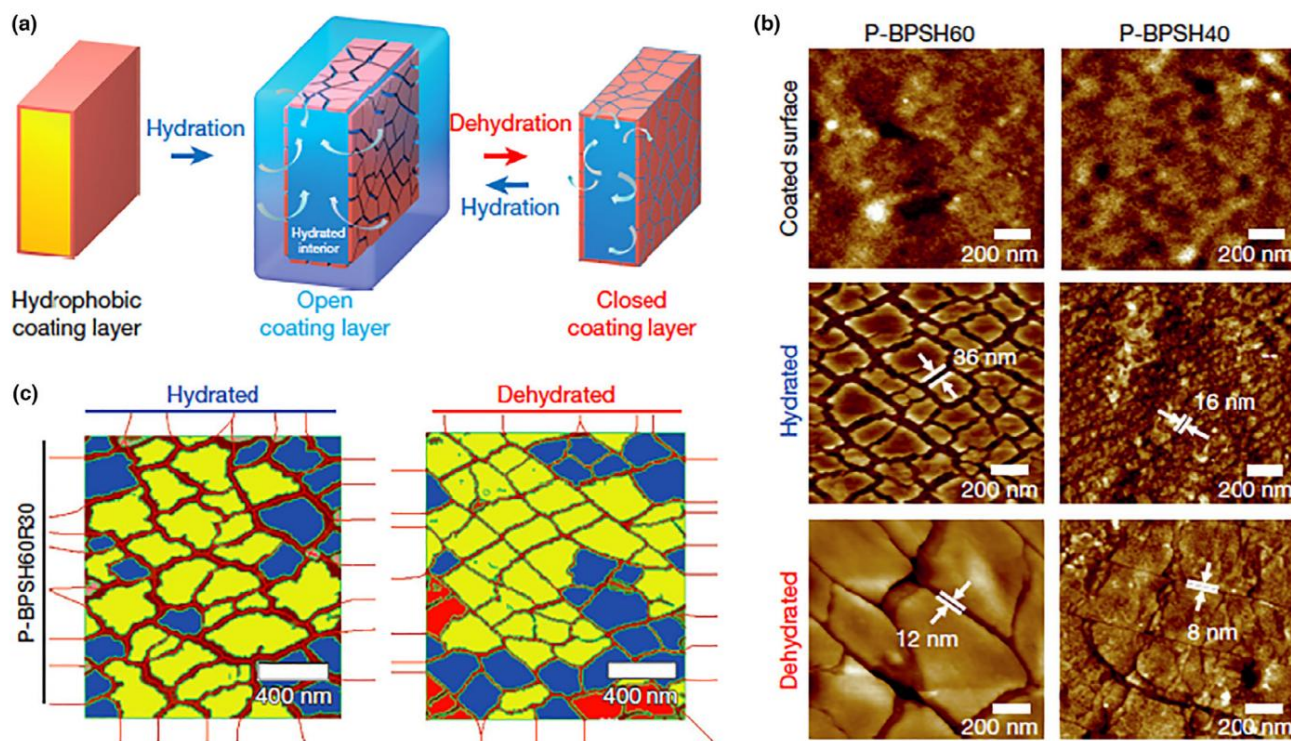 (a)
Hydration
Hydrated
interior
Dehydration
Hydration
Hydrophobic
coating layer
Open
coating layer
Closed
coating layer
(b)
P-BPSH60
P-BPSH40
Coated surface
200 nm
200 nm
Hydrated
36 nm
200 nm
16 nm
200 nm
Dehydrated
12 nm
200 nm
8 nm
200 nm
(c)
Hydrated
Dehydrated
P-BPSH60R30
400 nm
400 nm